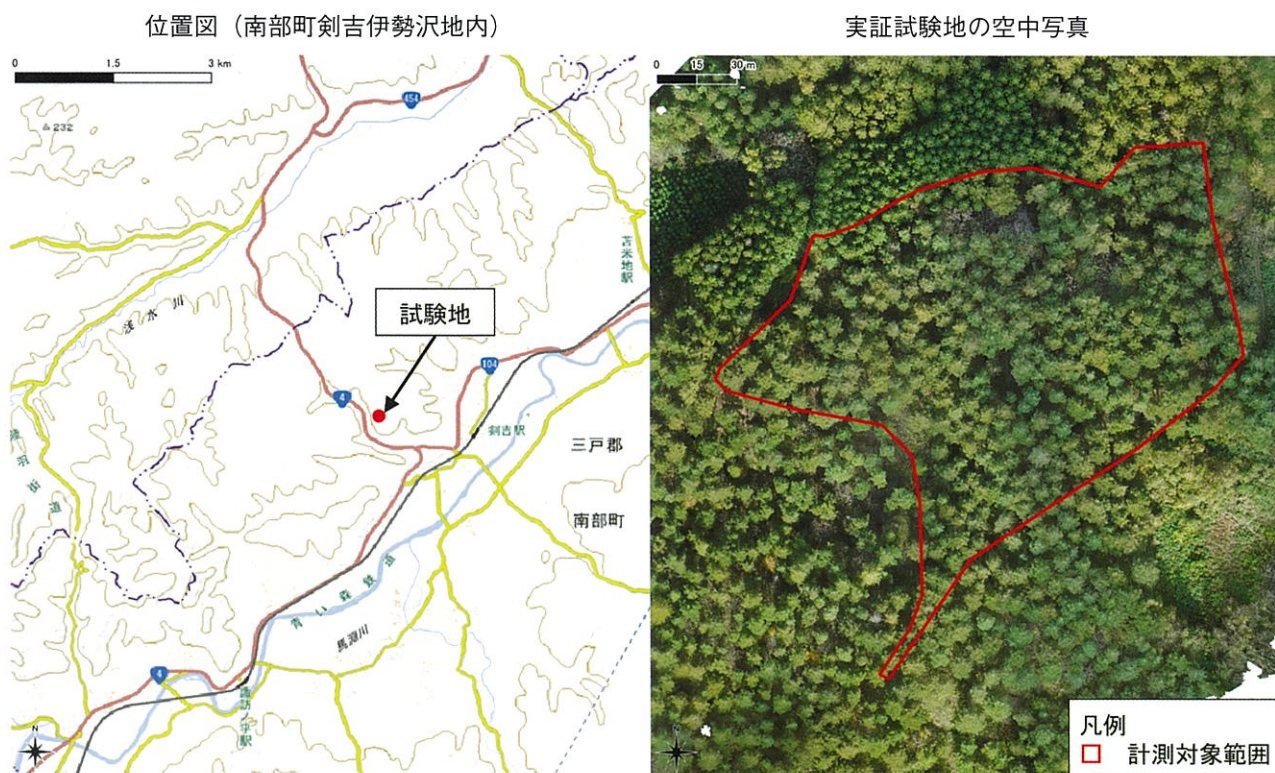 位置図（南部町剣吉伊勢沢地内）
0 1.5 3 km
454
232
苫米地駅
浅水川
試験地
104
4
剣吉駅
三戸郡
南部町
奥羽街道
青い森鉄道
馬淵川
4
諏訪ノ平駅
N
実証試験地の空中写真
0 15 30 m
N
凡例
計測対象範囲